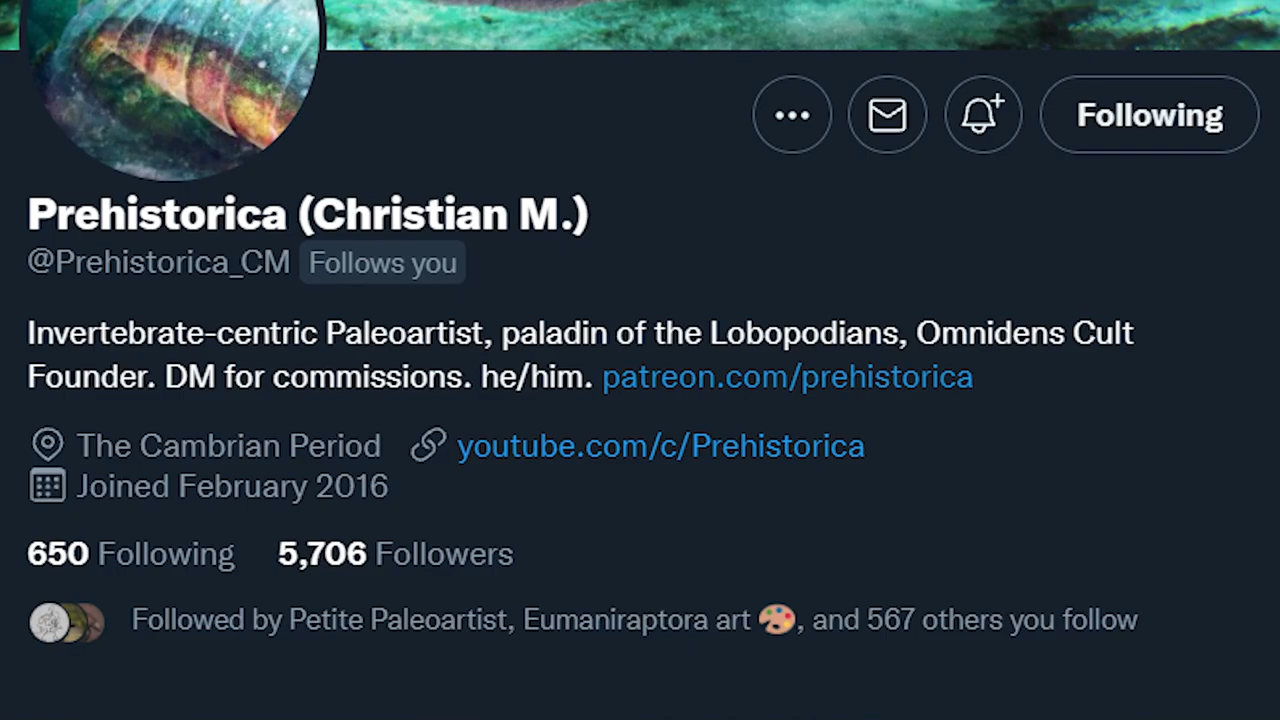 Following
Prehistorica (Christian M.)
@Prehistorica_CM Follows you
Invertebrate-centric Paleoartist, paladin of the Lobopodians, Omnidens Cult
Founder. DM for commissions. he/him. patreon.com/prehistorica
The Cambrian Period youtube.com/c/Prehistorica
Joined February 2016
650 Following 5,706 Followers
Followed by Petite Paleoartist, Eumaniraptora art 🎨, and 567 others you follow